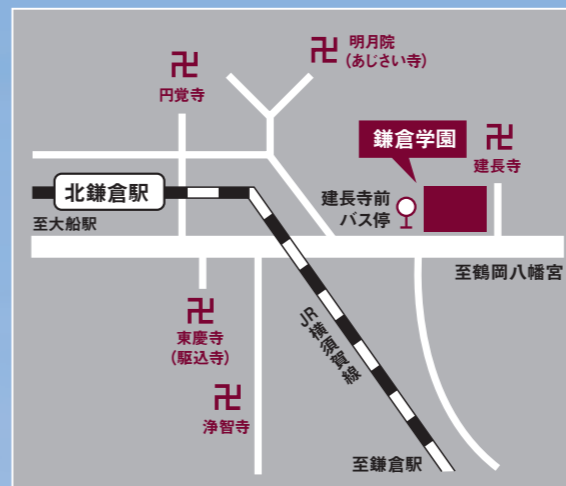 明月院
(あじさい寺)
円覚寺
鎌倉学園
建長寺
北鎌倉駅
建長寺前
バス停
至大船駅
至鶴岡八幡宮
東慶寺
(駆込寺)
JR横須賀線
浄智寺
至鎌倉駅